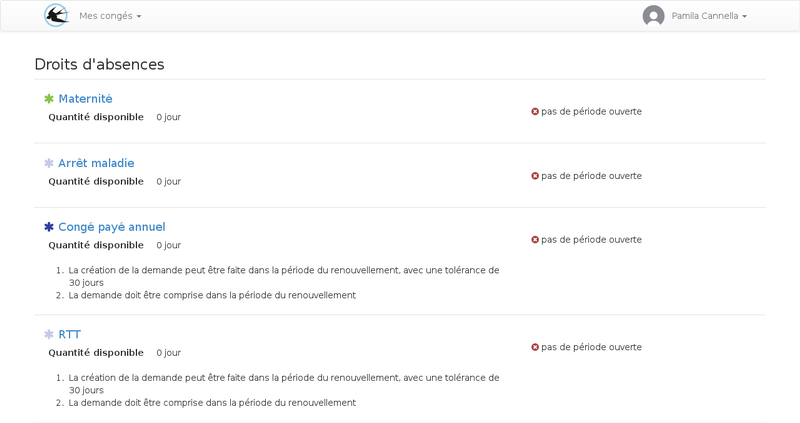 Mes congés
Pamila Cannella
Droits d'absences
Maternité
Quantité disponible 0 jour
pas de période ouverte
Arrêt maladie
Quantité disponible 0 jour
pas de période ouverte
Congé payé annuel
Quantité disponible 0 jour
pas de période ouverte
1. La création de la demande peut être faite dans la période du renouvellement, avec une tolérance de
30 jours
2. La demande doit être comprise dans la période du renouvellement
RTT
Quantité disponible 0 jour
pas de période ouverte
1. La création de la demande peut être faite dans la période du renouvellement, avec une tolérance de
30 jours
2. La demande doit être comprise dans la période du renouvellement